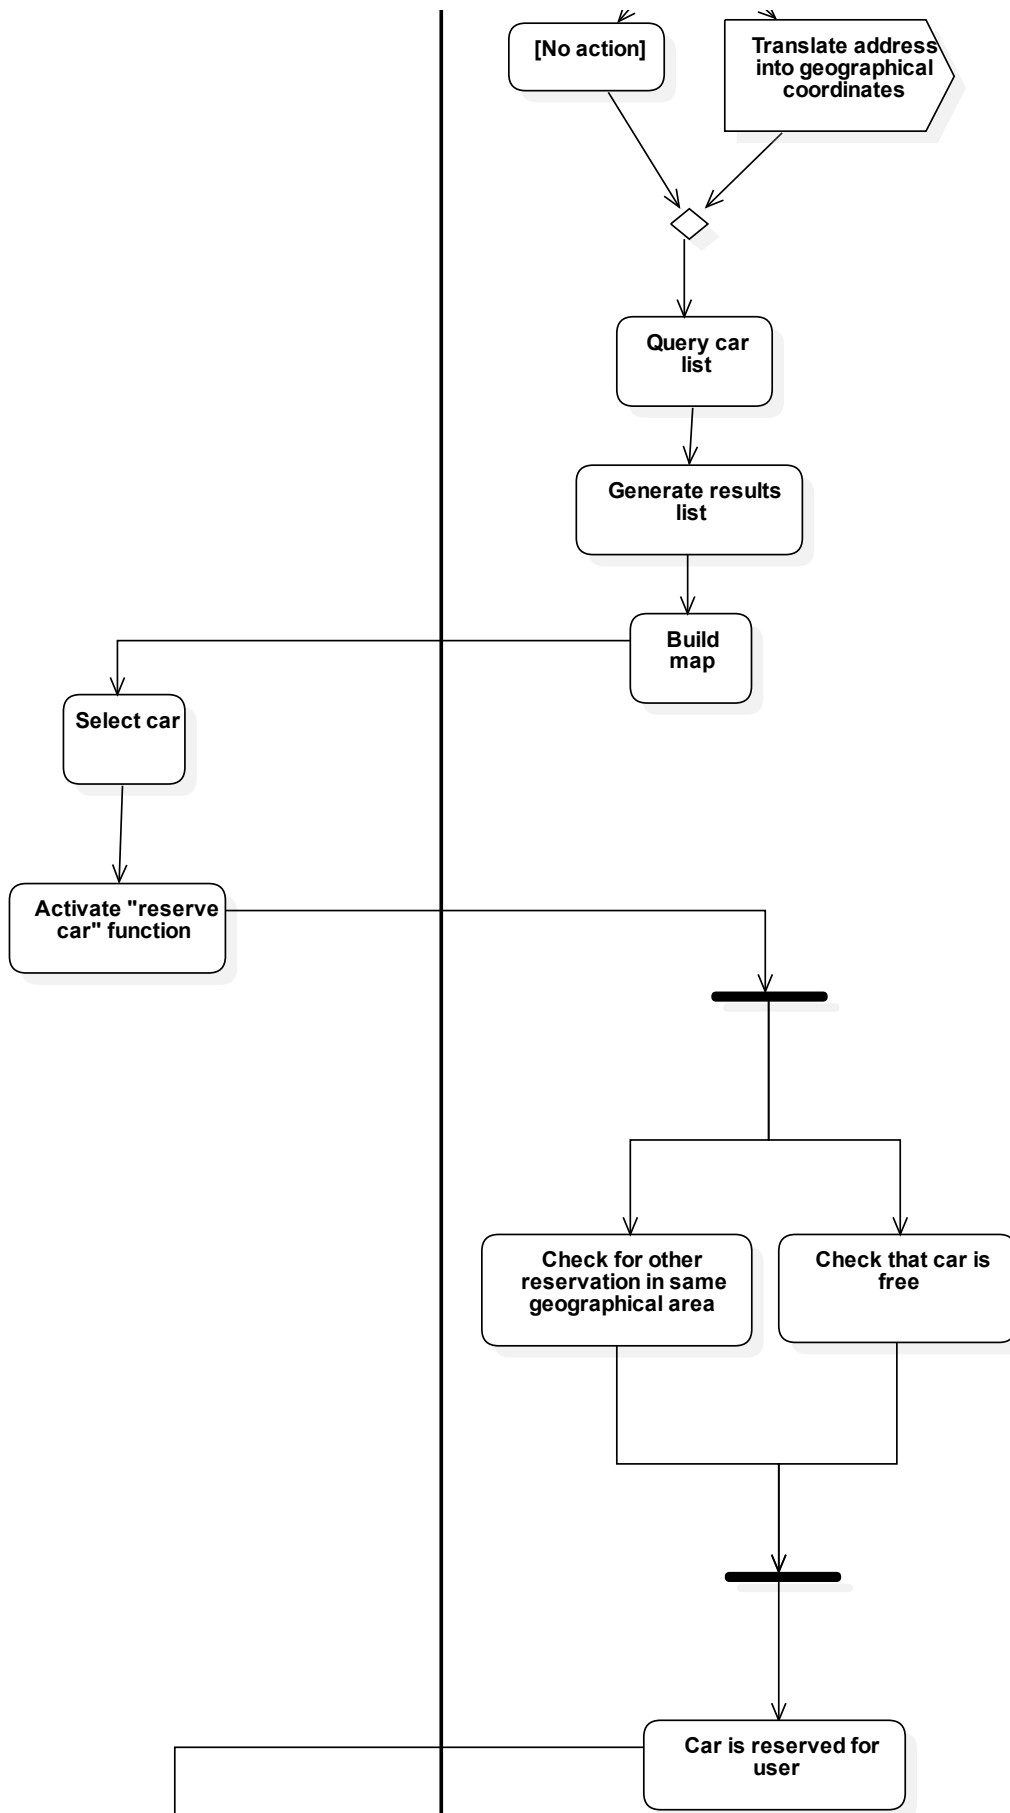 [No action]
Translate address
into geographical
coordinates
Query car
list
Generate results
list
Build
map
Select car
Activate "reserve
car" function
Check for other
reservation in same
geographical area
Check that car is
free
Car is reserved for
user